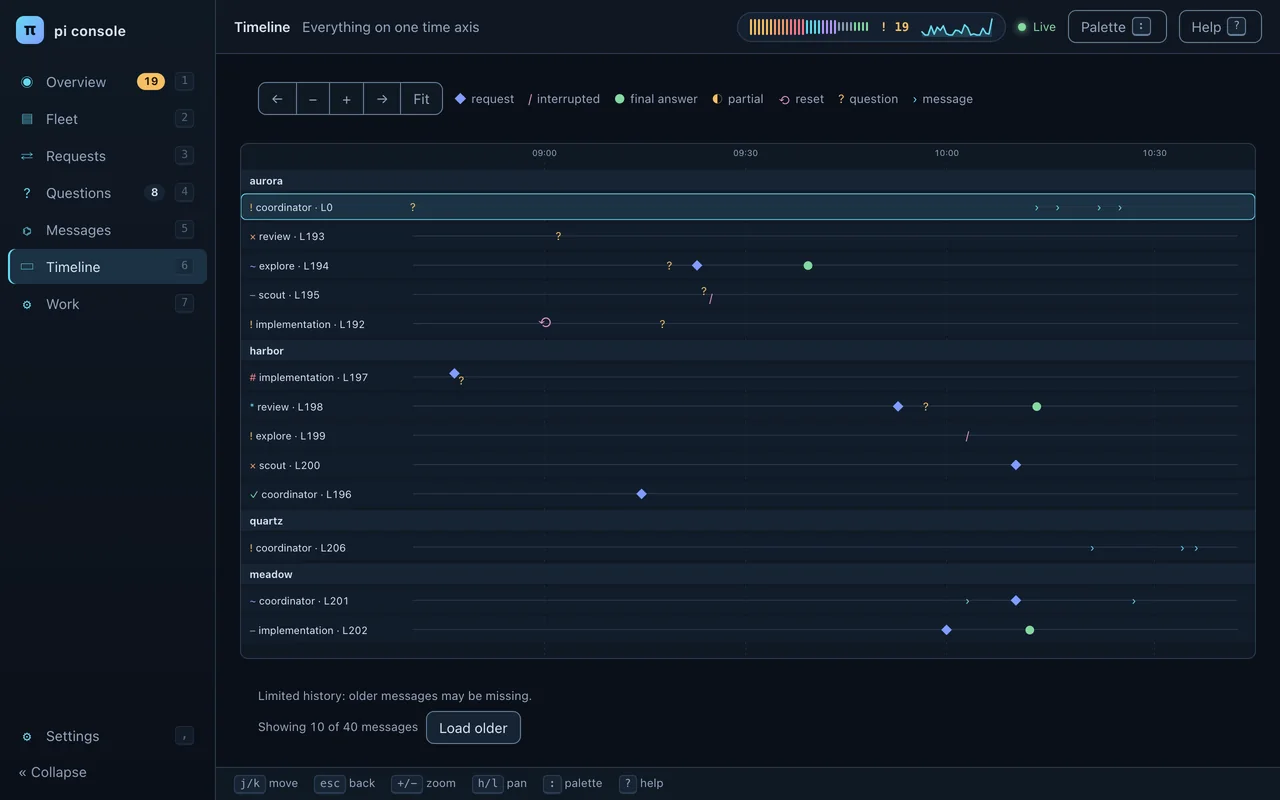 π pi console
Overview 19 1
Fleet 2
Requests 3
? Questions 8 4
Messages 5
Timeline 6
Work 7
Settings ,
« Collapse
Timeline Everything on one time axis
! 19
Live
Palette :
Help ?
← − + → Fit
request / interrupted final answer partial reset ? question › message
09:00 09:30 10:00 10:30
aurora
! coordinator · L0 ? › › › ›
× review · L193 ?
~ explore · L194 ?
– scout · L195 ? /
! implementation · L192 ?
harbor
# implementation · L197 ?
* review · L198 ?
! explore · L199 /
× scout · L200
✓ coordinator · L196
quartz
! coordinator · L206 › › ›
meadow
~ coordinator · L201 › ›
– implementation · L202
Limited history: older messages may be missing.
Showing 10 of 40 messages Load older
j/k move esc back +/− zoom h/l pan : palette ? help